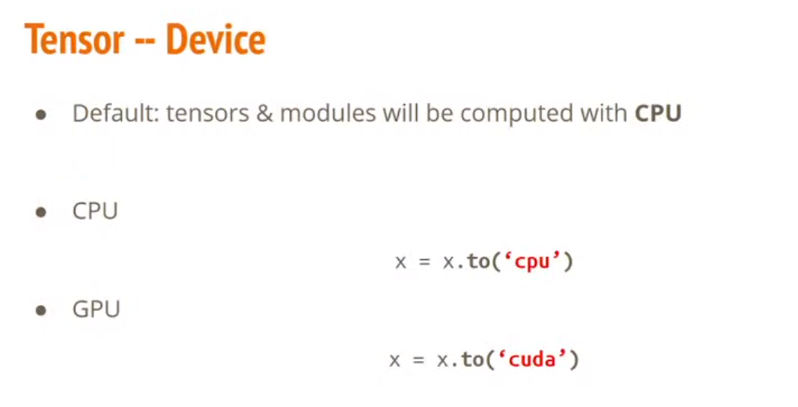 Tensor -- Device
● Default: tensors & modules will be computed with CPU
● CPU
x = x.to(‘cpu’)
● GPU
x = x.to(‘cuda’)